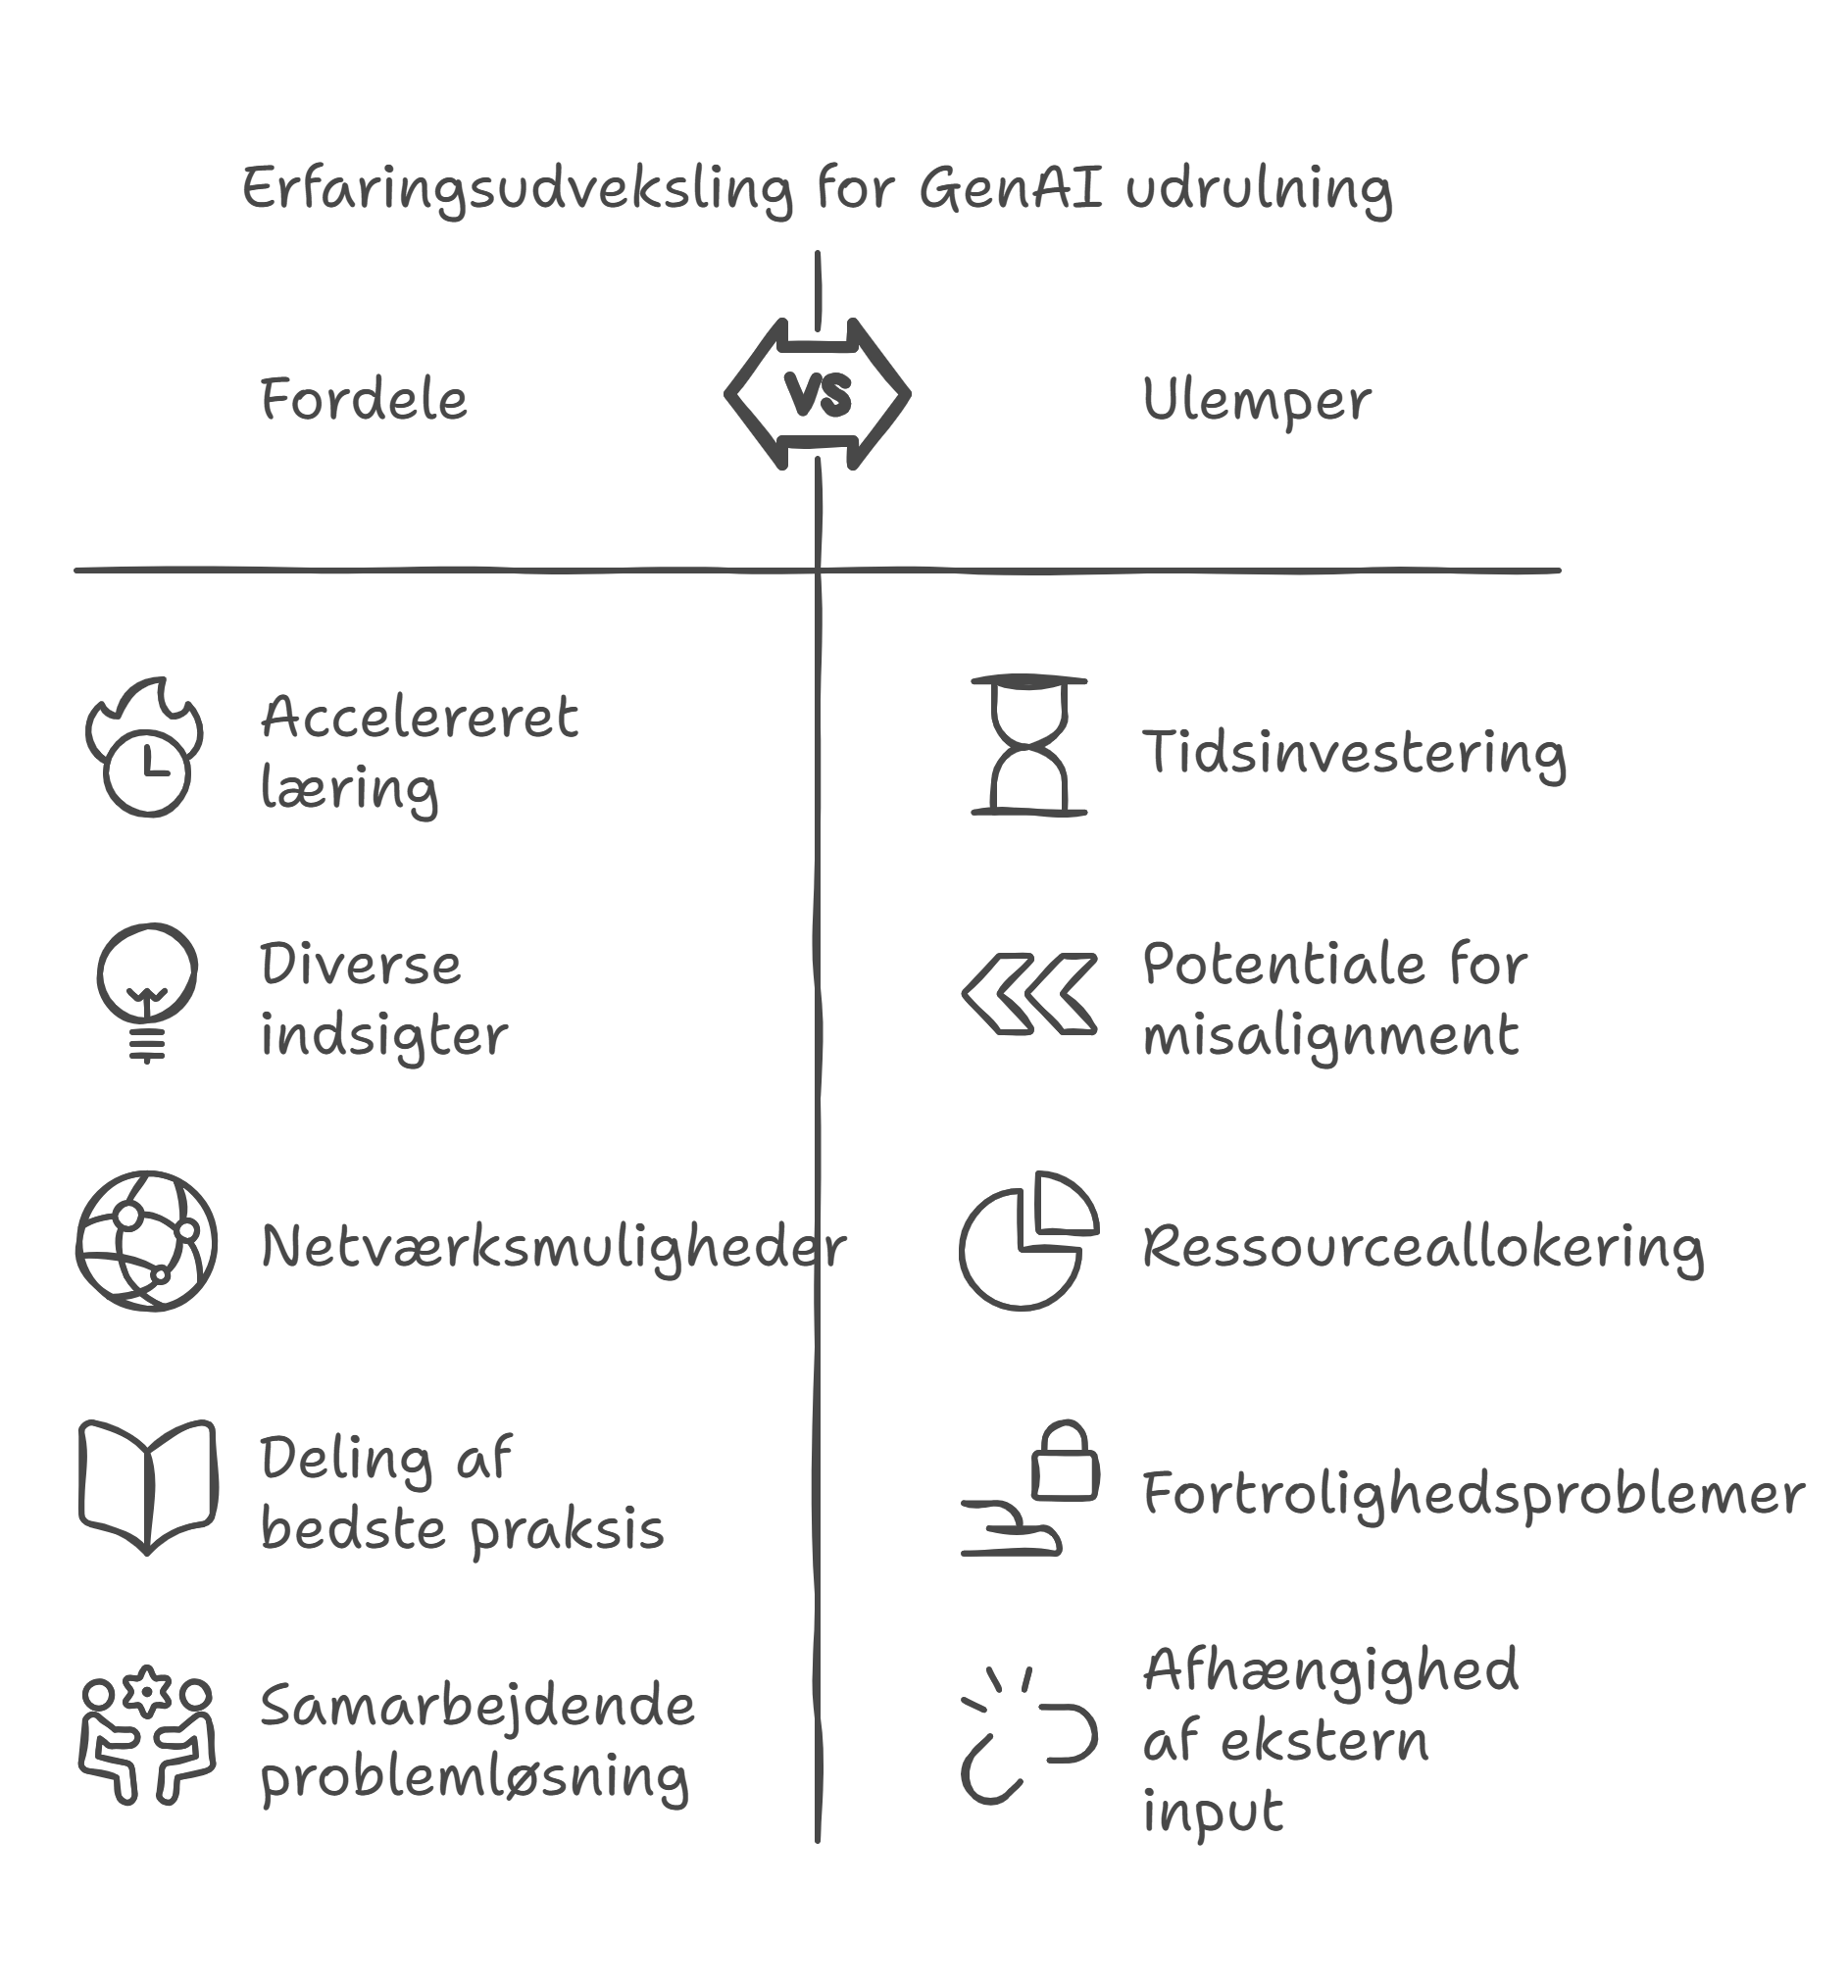 Erfaringsudveksling for GenAI udrulning
Fordele
VS
Ulemper
Accelereret
læring
Tidsinvestering
Diverse
indsigter
Potentiale for
misalignment
Netværksmuligheder
Ressourceallokering
Deling af
bedste praksis
Fortrolighedsproblemer
Samarbejdende
problemløsning
Afhængighed
af ekstern
input